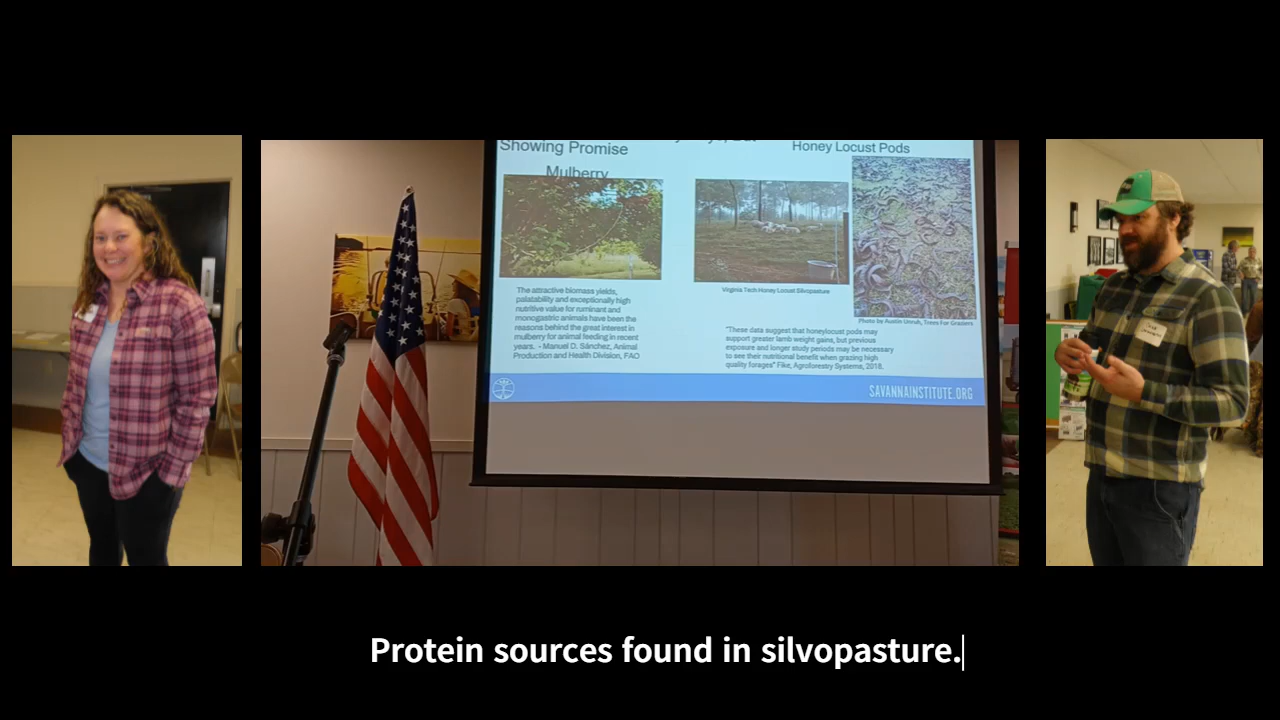 Showing Promise
Honey Locust Pods
Mulberry
The attractive biomass yields,
palatability and exceptionally high
nutritive value for ruminant and
monogastric animals have been the
reasons behind the great interest in
mulberry for animal feeding in recent
years. - Manuel D. Sánchez, Animal
Production and Health Division, FAO
Virginia Tech Honey Locust Silvopasture
Photo by Austin Unruh, Trees For Graziers
"These data suggest that honeylocust pods may
support greater lamb weight gains, but previous
exposure and longer study periods may be necessary
to see their nutritional benefit when grazing high
quality forages" Fike, Agroforestry Systems, 2018.
SAVANNAINSTITUTE.ORG
Protein sources found in silvopasture.